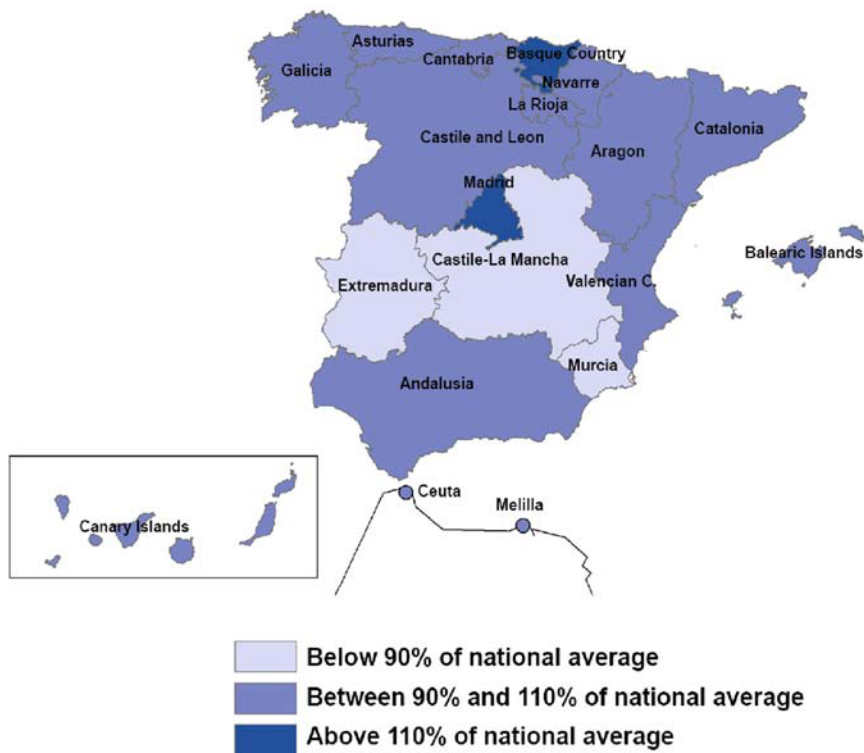 Asturias
Cantabria
Basque Country
Galicia
Navarre
La Rioja
Castile and Leon
Catalonia
Aragon
Madrid
Balearic Islands
Castile-La Mancha
Extremadura
Valencian C.
Murcia
Andalusia
Ceuta
Melilla
Canary Islands
Below 90% of national average
Between 90% and 110% of national average
Above 110% of national average